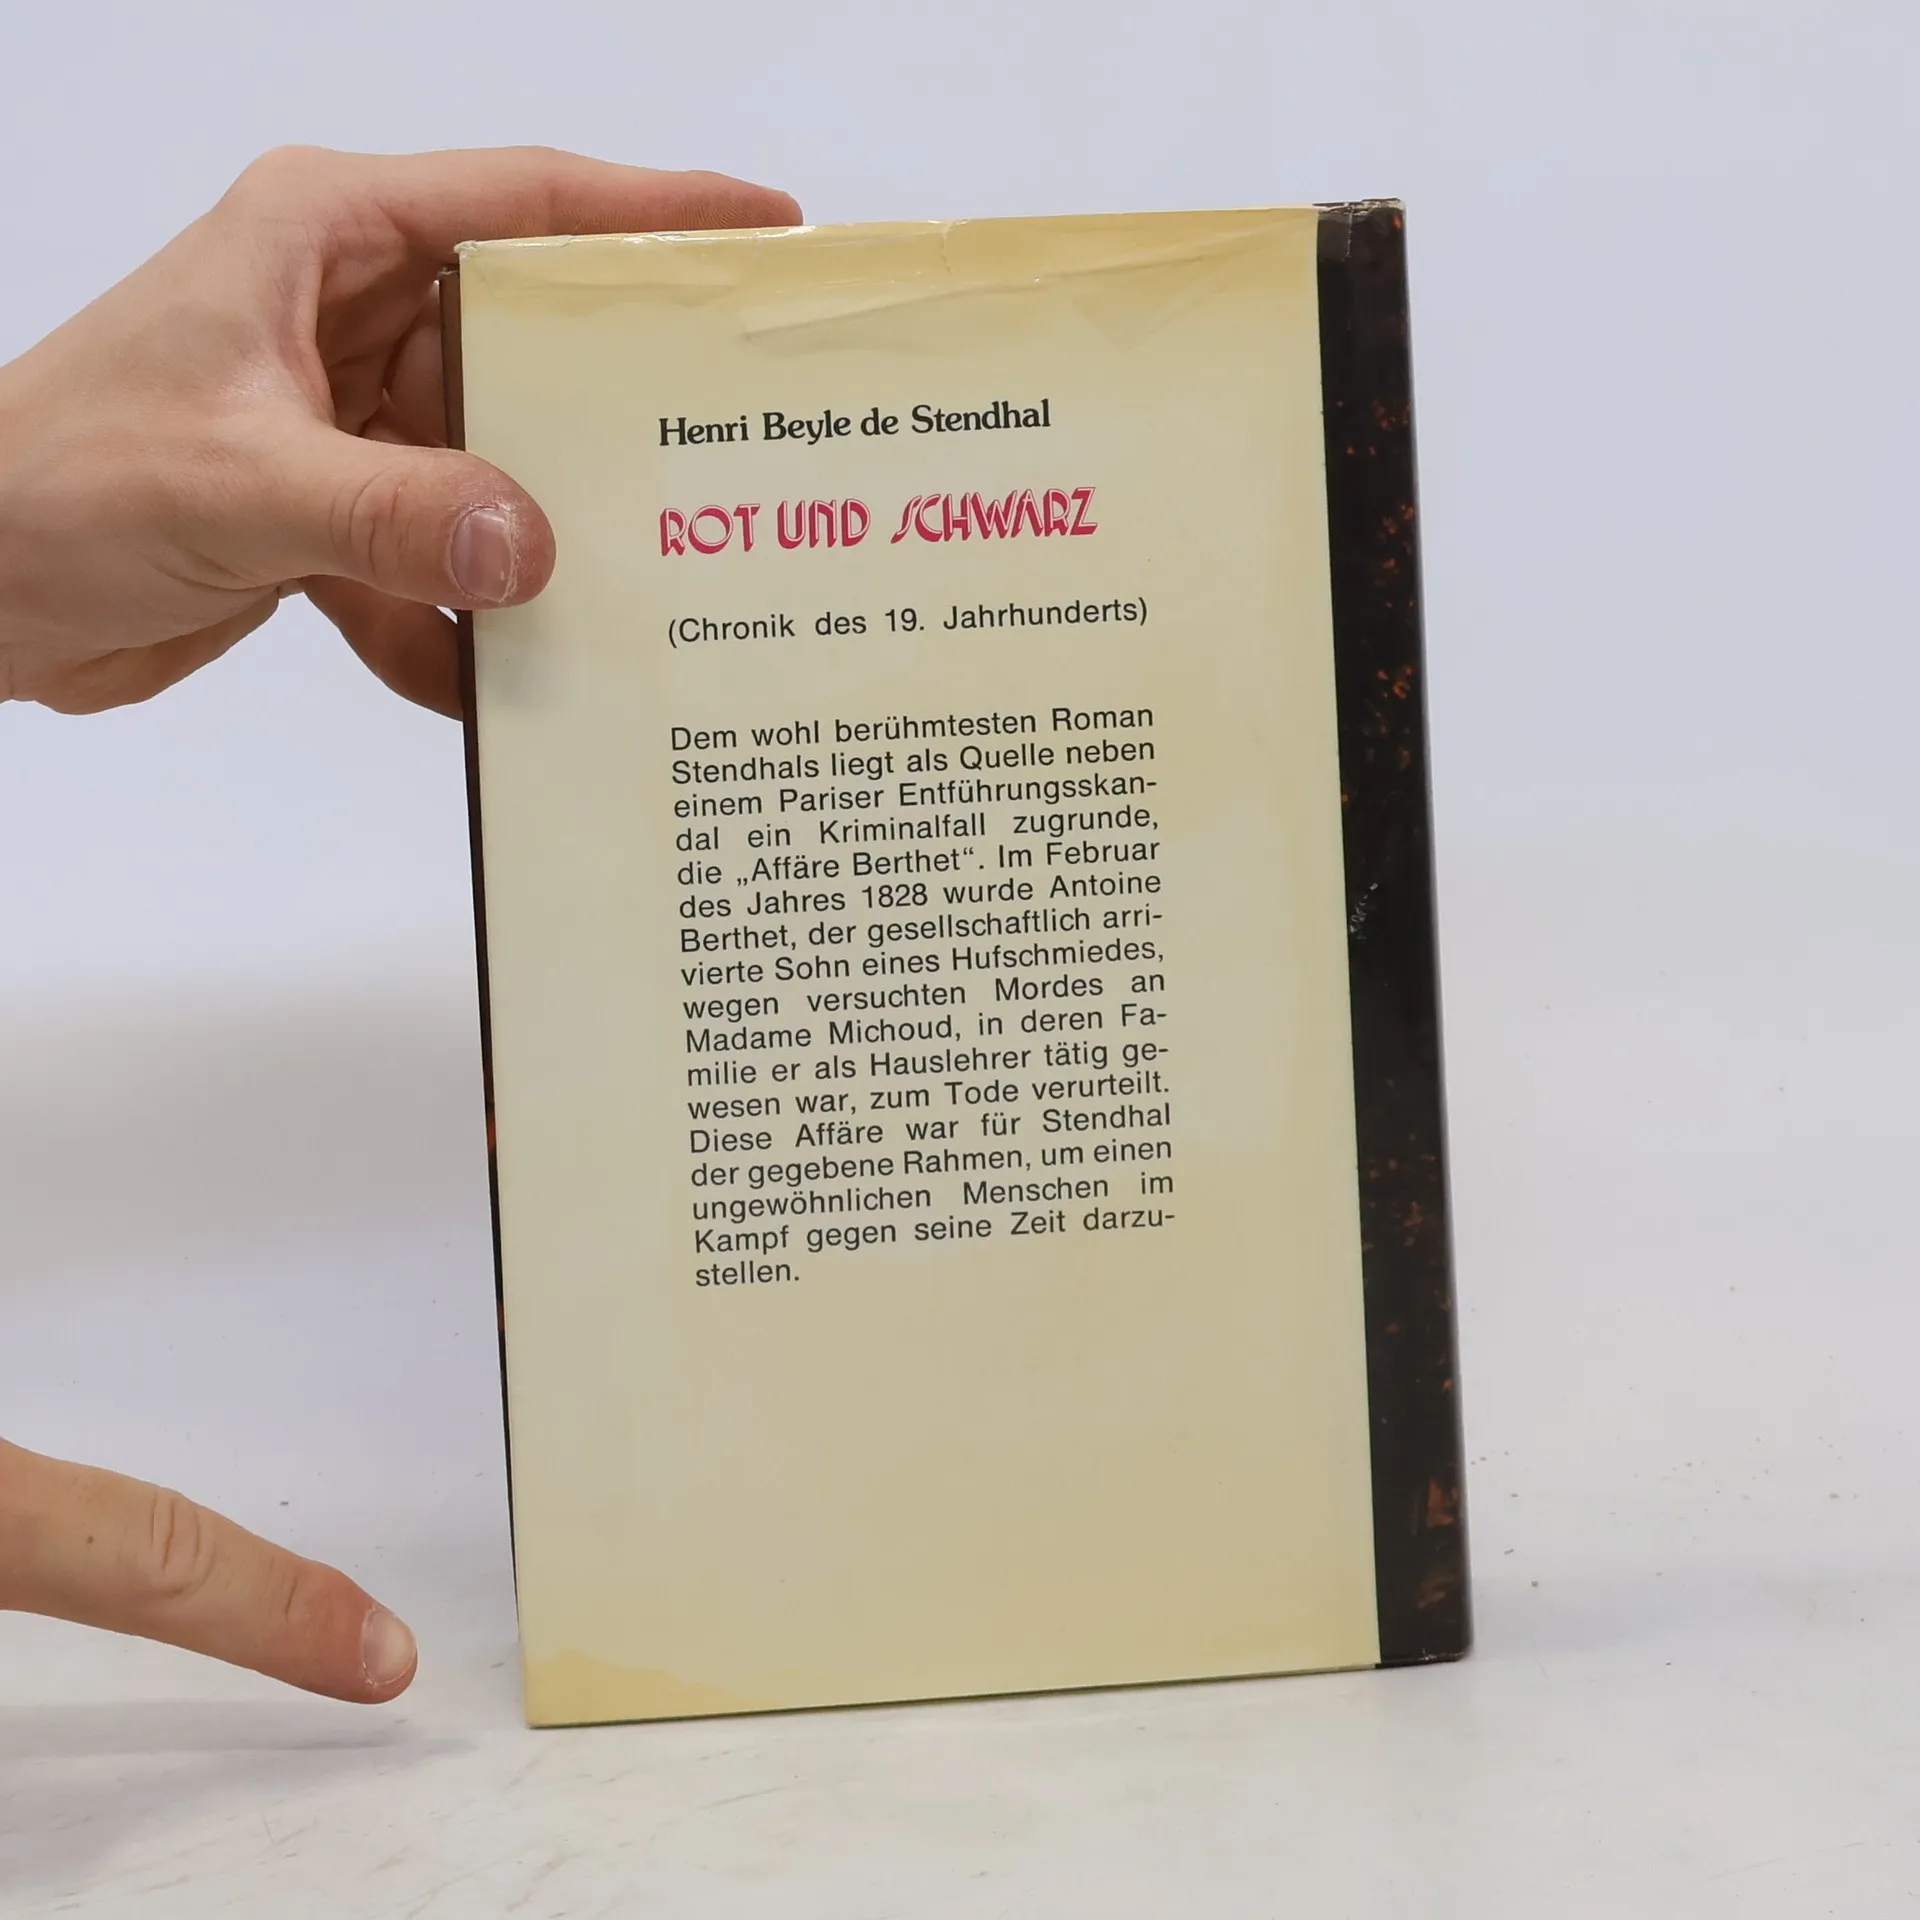 Henri Beyle de Stendhal
ROT UND SCHWARZ
(Chronik des 19. Jahrhunderts)
Dem wohl berühmtesten Roman
Stendhals liegt als Quelle neben
einem Pariser Entführungsskan-
dal ein Kriminalfall zugrunde,
die „Affäre Berthet“. Im Februar
des Jahres 1828 wurde Antoine
Berthet, der gesellschaftlich arri-
vierte Sohn eines Hufschmiedes,
wegen versuchten Mordes an
Madame Michoud, in deren Fa-
milie er als Hauslehrer tätig ge-
wesen war, zum Tode verurteilt.
Diese Affäre war für Stendhal
der gegebene Rahmen, um einen
ungewöhnlichen Menschen im
Kampf gegen seine Zeit darzu-
stellen.